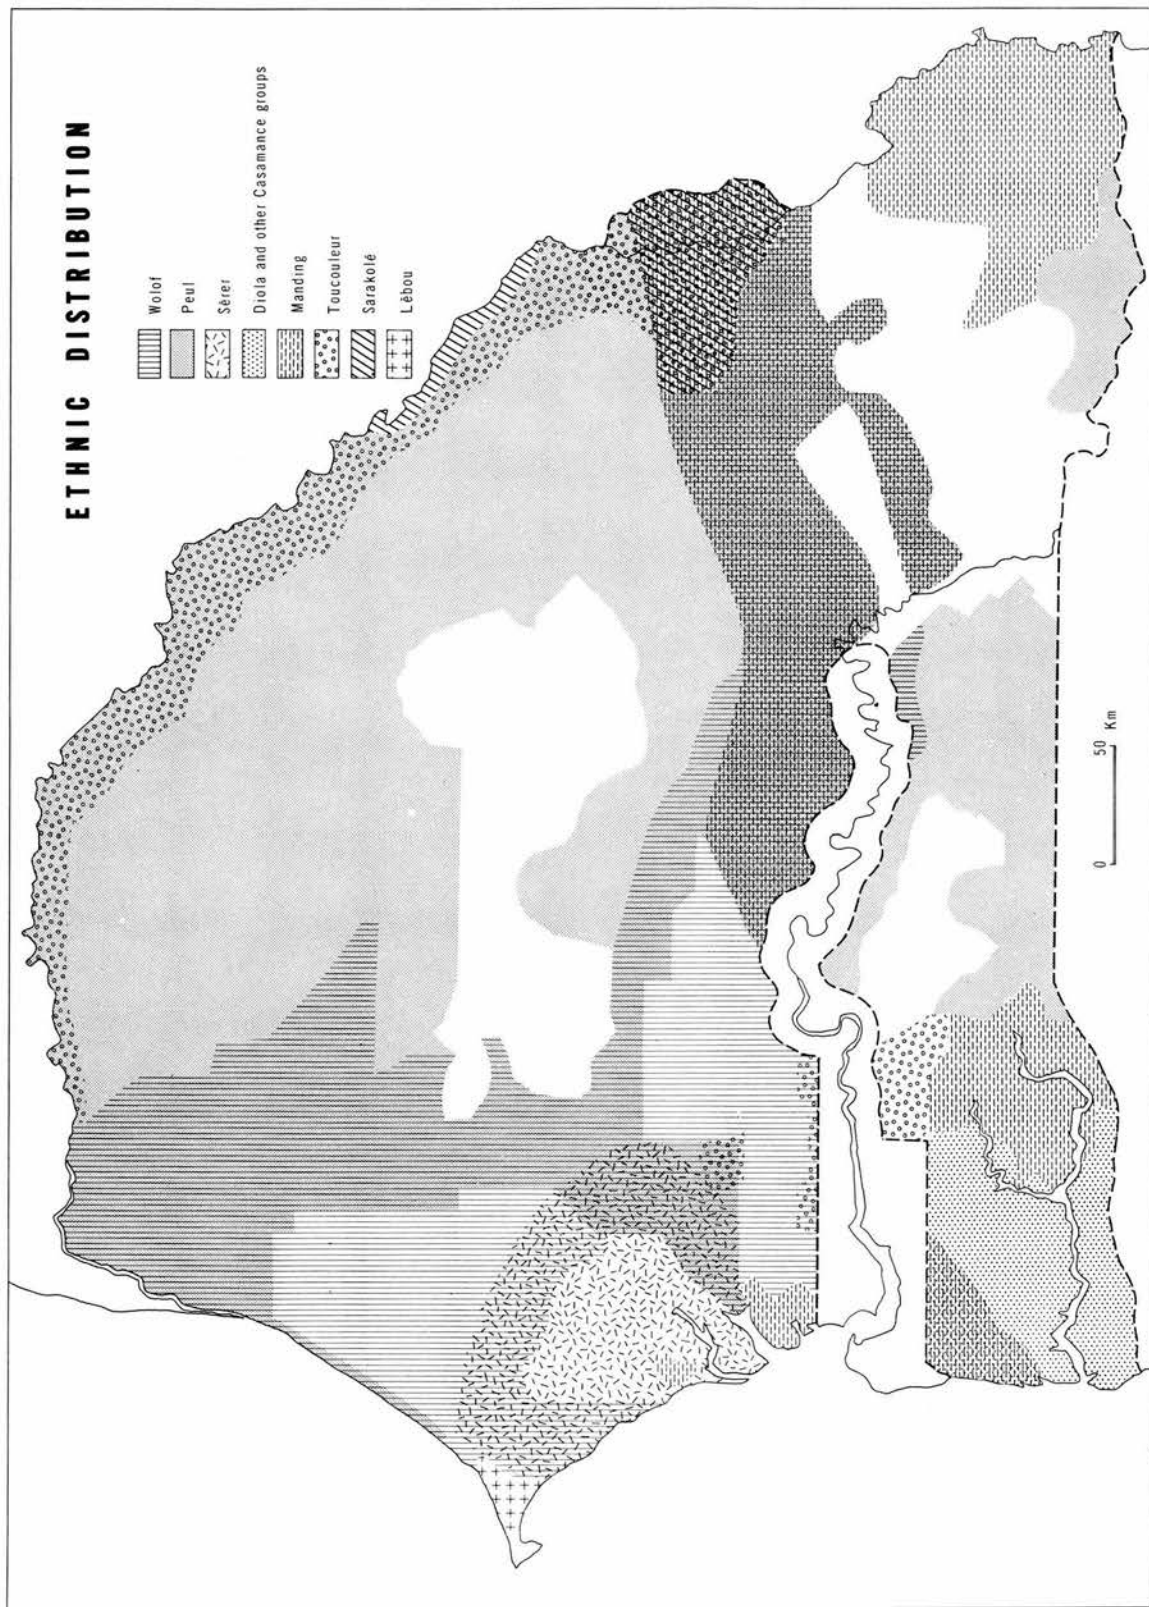 ETHNIC DISTRIBUTION
Wolof
Peul
Sérer
Diola and other Casamance groups
Manding
Toucouleur
Sarakolé
Lébou
0 50 Km